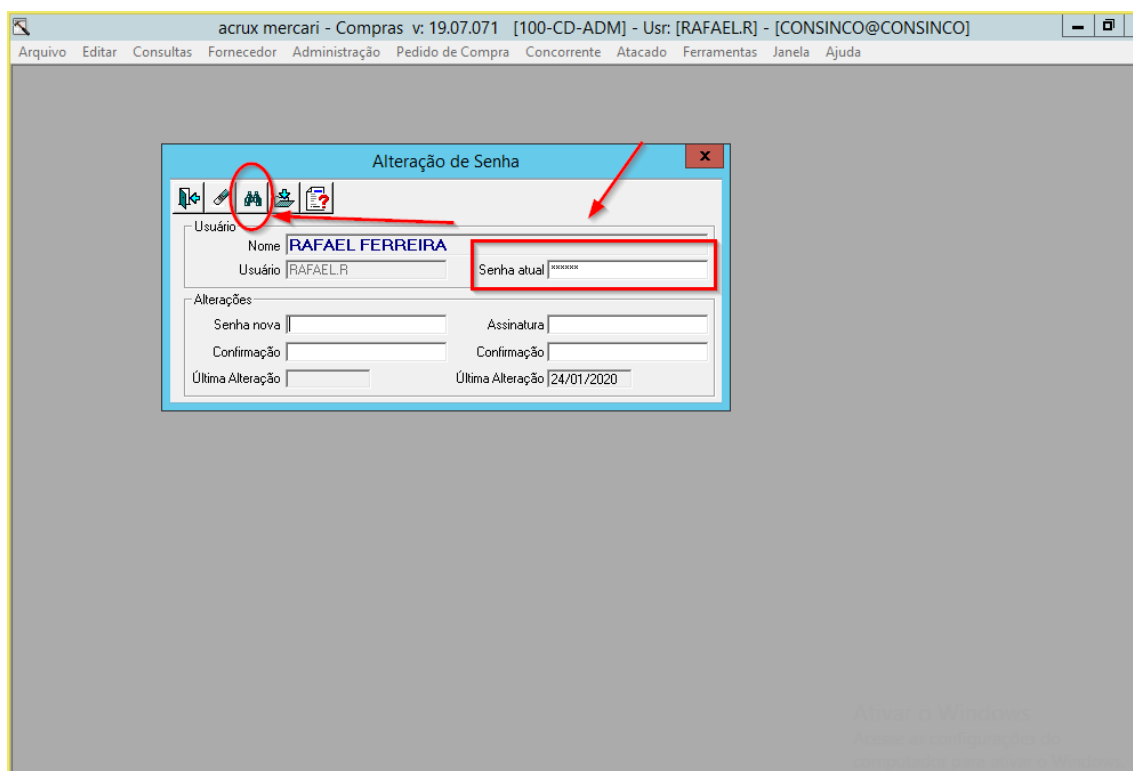 acrux mercari - Compras v: 19.07.071 [100-CD-ADM] - Usr: [RAFAEL.R] - [CONSINCO@CONSINCO]
Arquivo Editar Consultas Fornecedor Administração Pedido de Compra Concorrente Atacado Ferramentas Janela Ajuda
Alteração de Senha
Usuário
Nome RAFAEL FERREIRA
Usuário RAFAEL.R Senha atual ******
Alterações
Senha nova Assinatura
Confirmação Confirmação
Última Alteração Última Alteração 24/01/2020